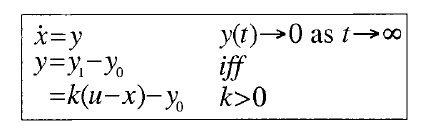 ẋ=y y(t)→0 as t→∞
y=y₁−y₀ iff
=k(u−x)−y₀ k>0